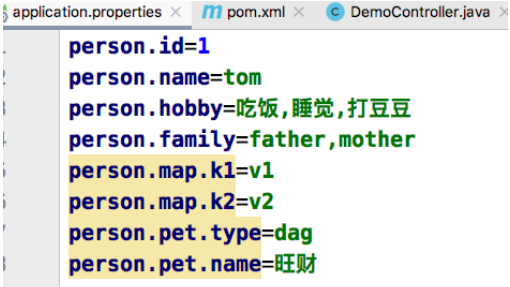 application.properties × m pom.xml × C DemoController.java ×
person.id=1
person.name=tom
person.hobby=吃饭,睡觉,打豆豆
person.family=father,mother
person.map.k1=v1
person.map.k2=v2
person.pet.type=dag
person.pet.name=旺财